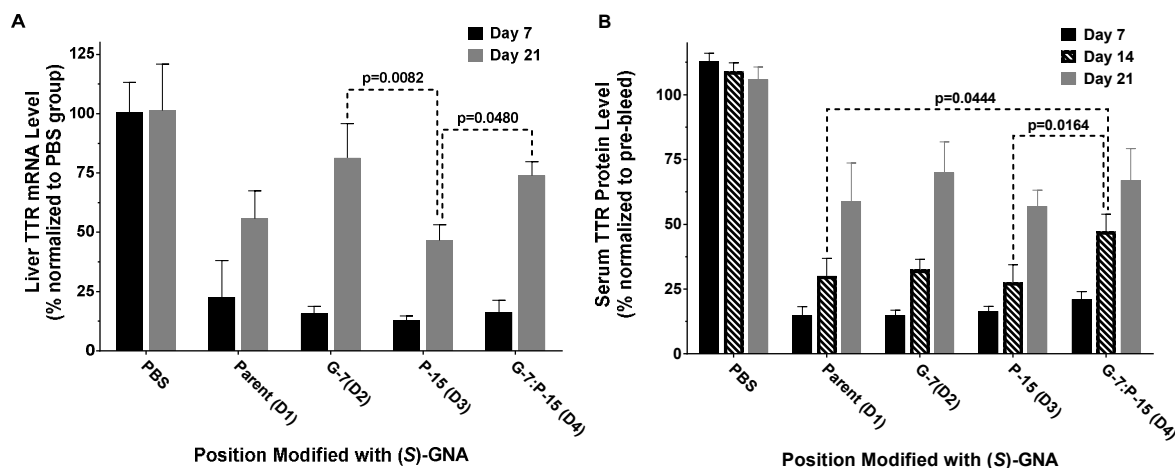 A
Day 7
Day 21
Liver TTR mRNA Level
(% normalized to PBS group)
125
100
75
50
25
0
p=0.0082
p=0.0480
PBS
Parent (D1)
G-7(D2)
P-15 (D3)
G-7:P-15 (D4)
Position Modified with (S)-GNA
B
Day 7
Day 14
Day 21
Serum TTR Protein Level
(% normalized to pre-bleed)
100
75
50
25
0
p=0.0444
p=0.0164
PBS
Parent (D1)
G-7(D2)
P-15 (D3)
G-7:P-15 (D4)
Position Modified with (S)-GNA